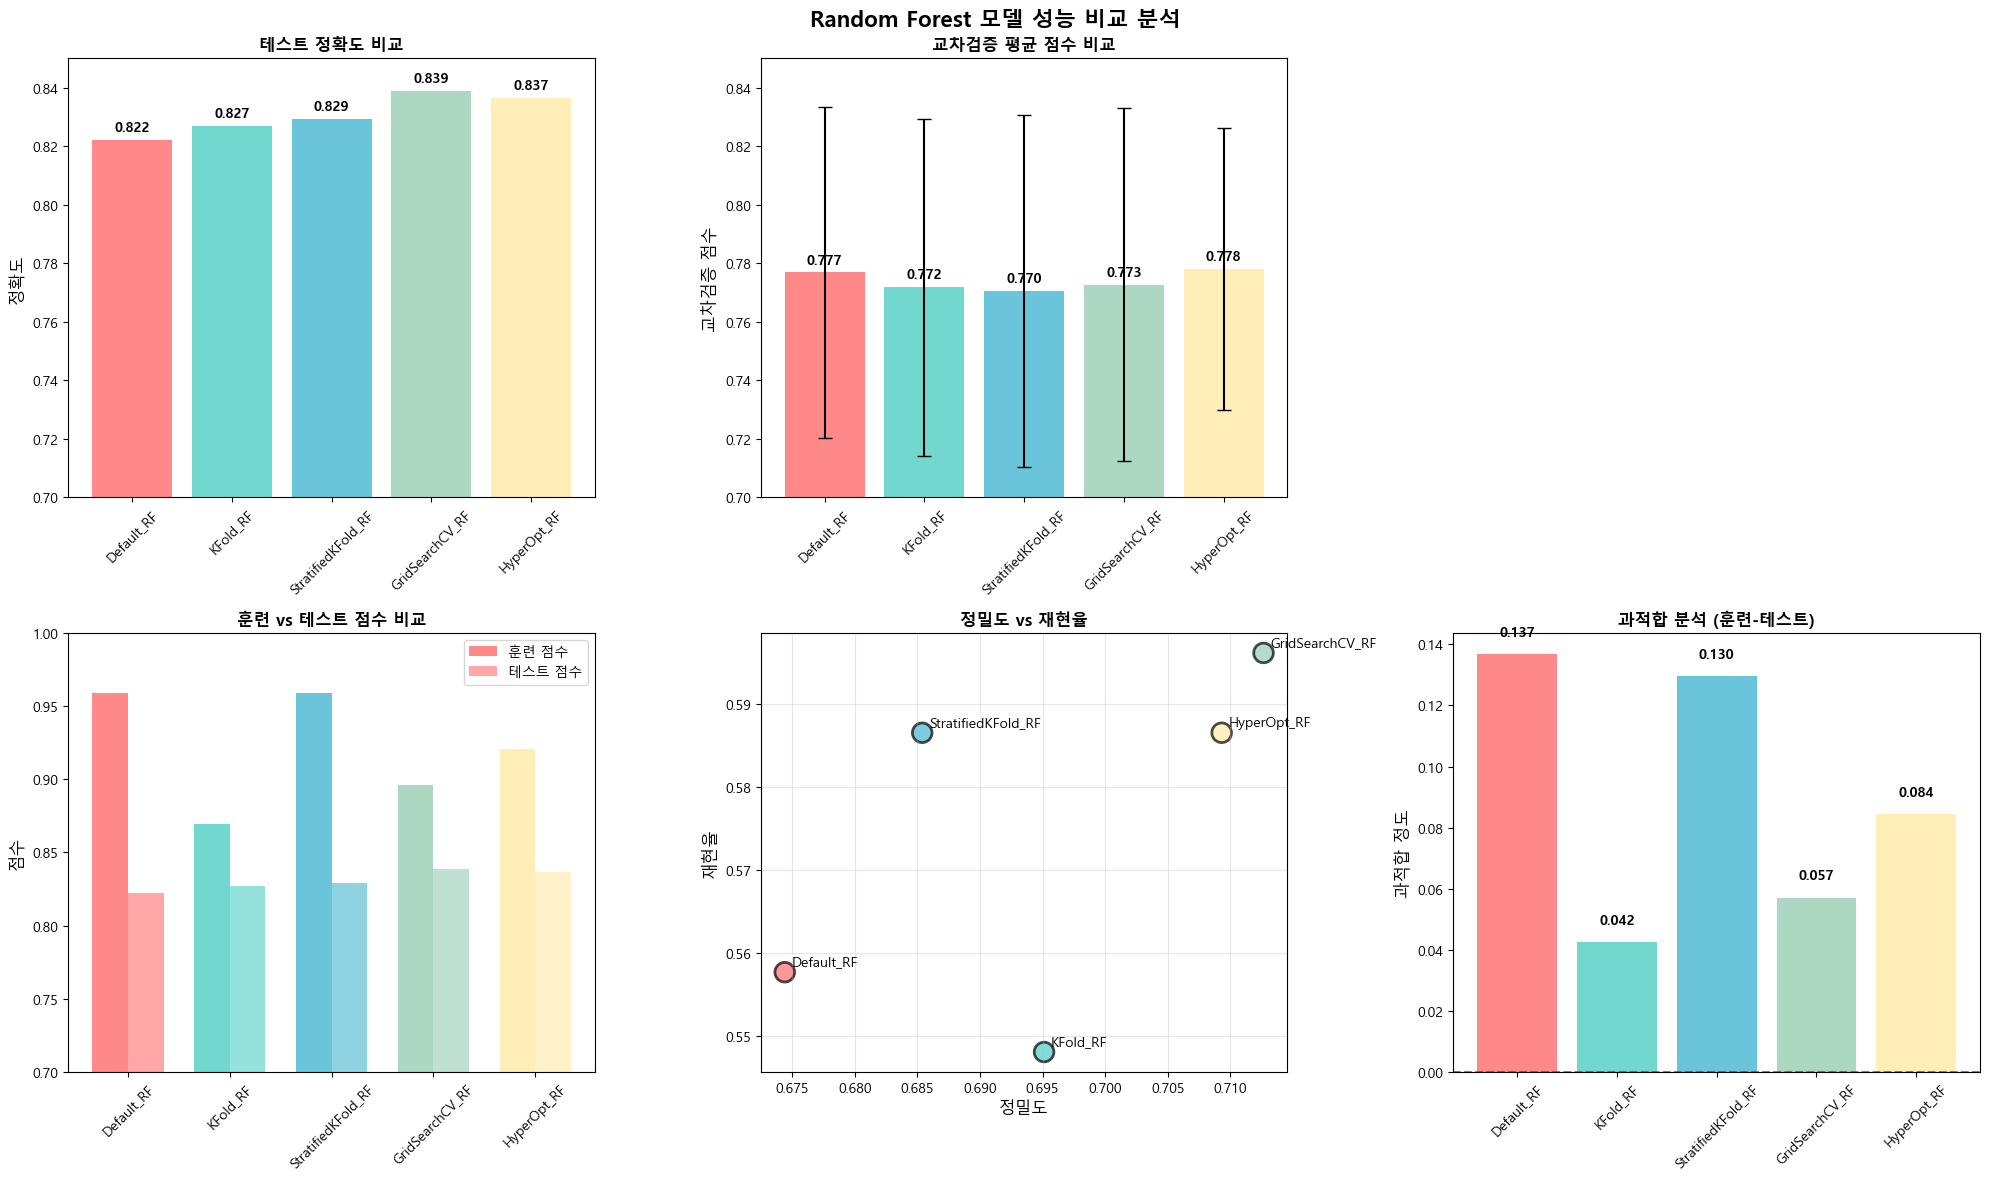 Random Forest 모델 성능 비교 분석
테스트 정확도 비교
정확도
0.84
0.82
0.80
0.78
0.76
0.74
0.72
0.70
0.822
0.827
0.829
0.839
0.837
Default_RF
KFold_RF
StratifiedKFold_RF
GridSearchCV_RF
HyperOpt_RF
교차검증 평균 점수 비교
교차검증 점수
0.84
0.82
0.80
0.78
0.76
0.74
0.72
0.70
0.777
0.772
0.770
0.773
0.778
Default_RF
KFold_RF
StratifiedKFold_RF
GridSearchCV_RF
HyperOpt_RF
훈련 vs 테스트 점수 비교
점수
1.00
0.95
0.90
0.85
0.80
0.75
0.70
훈련 점수
테스트 점수
Default_RF
KFold_RF
StratifiedKFold_RF
GridSearchCV_RF
HyperOpt_RF
정밀도 vs 재현율
재현율
0.59
0.58
0.57
0.56
0.55
GridSearchCV_RF
StratifiedKFold_RF
HyperOpt_RF
Default_RF
KFold_RF
0.675
0.680
0.685
0.690
0.695
0.700
0.705
0.710
정밀도
과적합 분석 (훈련-테스트)
과적합 정도
0.14
0.12
0.10
0.08
0.06
0.04
0.02
0.00
0.137
0.042
0.130
0.057
0.084
Default_RF
KFold_RF
StratifiedKFold_RF
GridSearchCV_RF
HyperOpt_RF